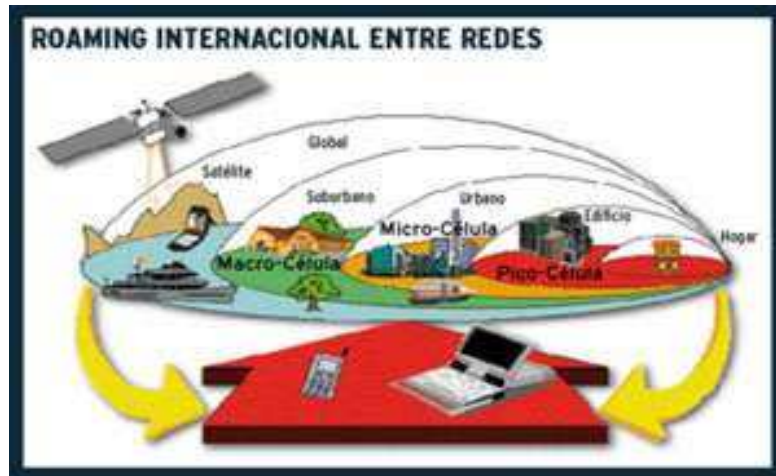 ROAMING INTERNACIONAL ENTRE REDES
Global
Satélite
Suburbano
Urbano
Edificio
Micro-Célula
Hogar
Macro-Célula
Pico-Célula